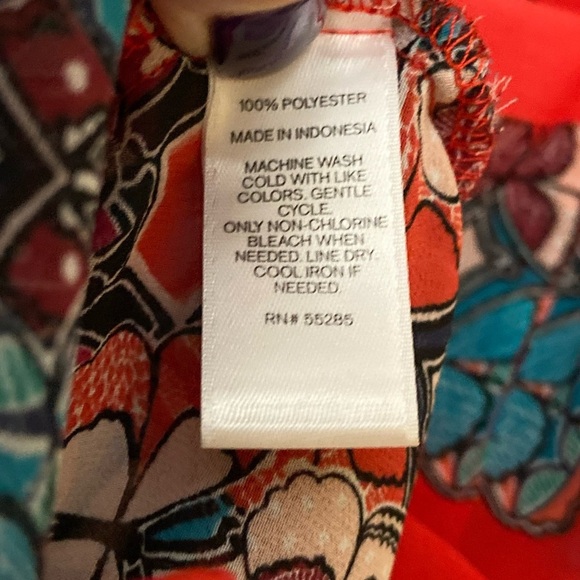 100% POLYESTER
MADE IN INDONESIA
MACHINE WASH
COLD WITH LIKE
COLORS. GENTLE
CYCLE.
ONLY NON-CHLORINE
BLEACH WHEN
NEEDED. LINE DRY.
COOL IRON IF
NEEDED.
RN# 55285